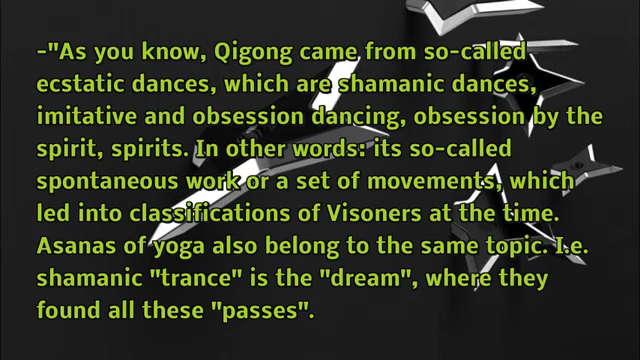 -"As you know, Qigong came from so-called
ecstatic dances, which are shamanic dances,
imitative and obsession dancing, obsession by the
spirit, spirits. In other words: its so-called
spontaneous work or a set of movements, which
led into classifications of Visoners at the time.
Asanas of yoga also belong to the same topic. I.e.
shamanic "trance" is the "dream", where they
found all these "passes".